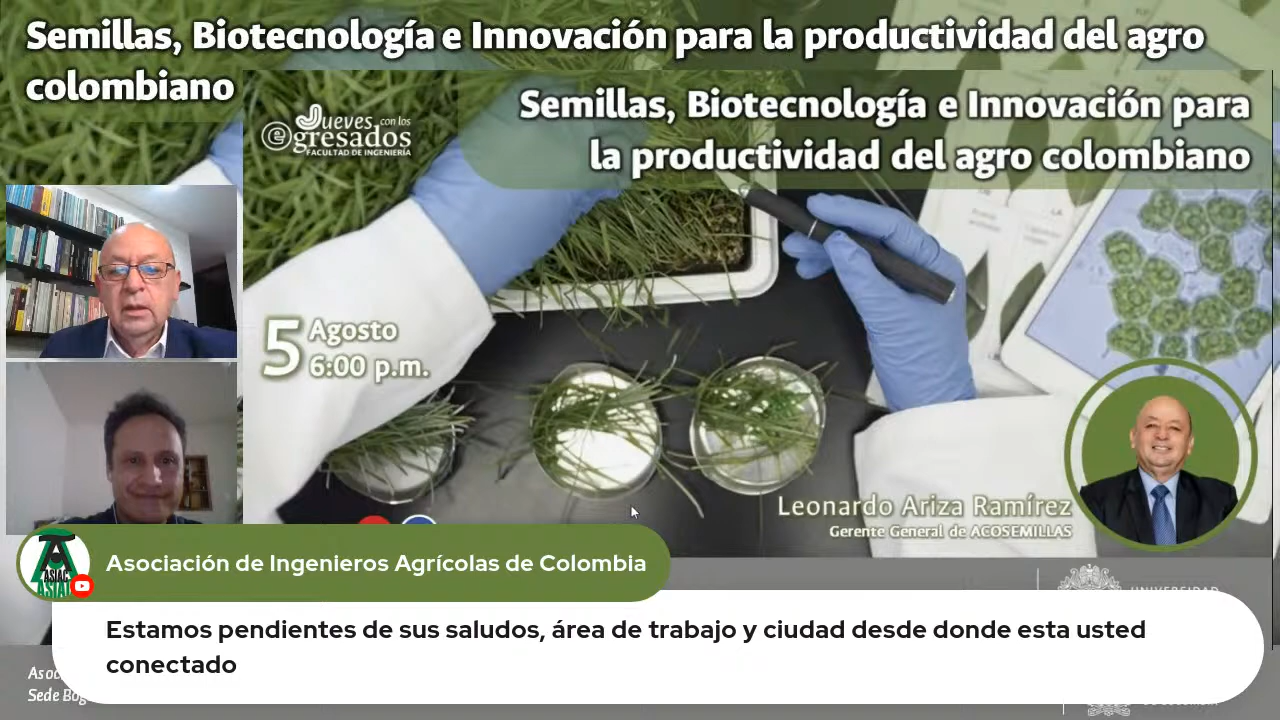 Semillas, Biotecnología e Innovación para la productividad del agro
colombiano
Jueves con los
egresados
FACULTAD DE INGENIERÍA
Semillas, Biotecnología e Innovación para
la productividad del agro colombiano
5 Agosto
6:00 p.m.
Leonardo Ariza Ramírez
Gerente General de ACOSEMILLAS
ASIAC
Asociación de Ingenieros Agrícolas de Colombia
Estamos pendientes de sus saludos, área de trabajo y ciudad desde donde esta usted
conectado
Sede